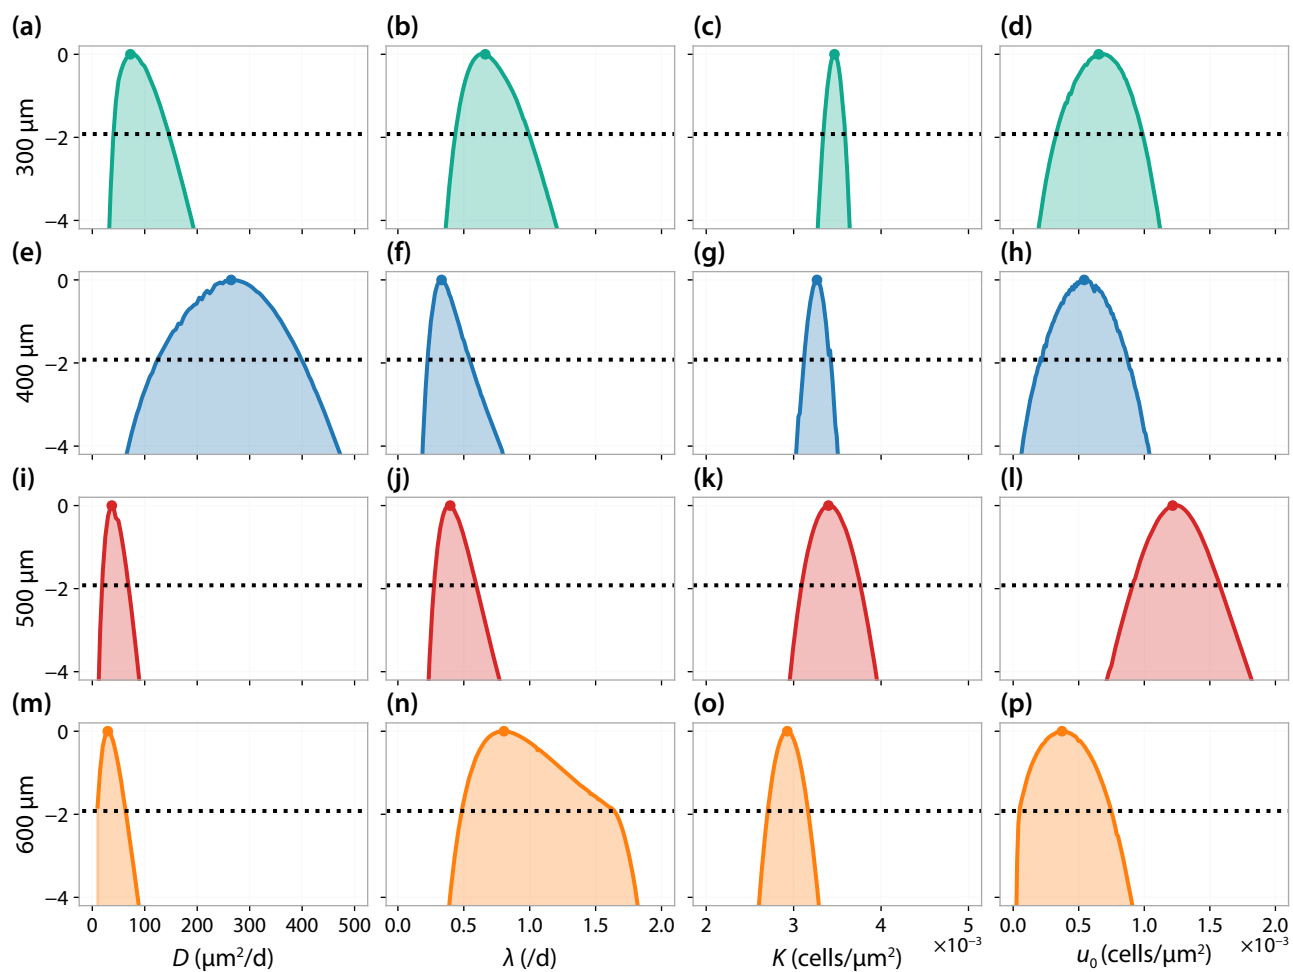 (a) (b) (c) (d)
300 µm
0
−2
−4
(e) (f) (g) (h)
400 µm
0
−2
−4
(i) (j) (k) (l)
500 µm
0
−2
−4
(m) (n) (o) (p)
600 µm
0
−2
−4
0 100 200 300 400 500 0.0 0.5 1.0 1.5 2.0 2 3 4 5 0.0 0.5 1.0 1.5 2.0
×10⁻³ ×10⁻³
D (µm²/d) λ (/d) K (cells/µm²) u₀ (cells/µm²)